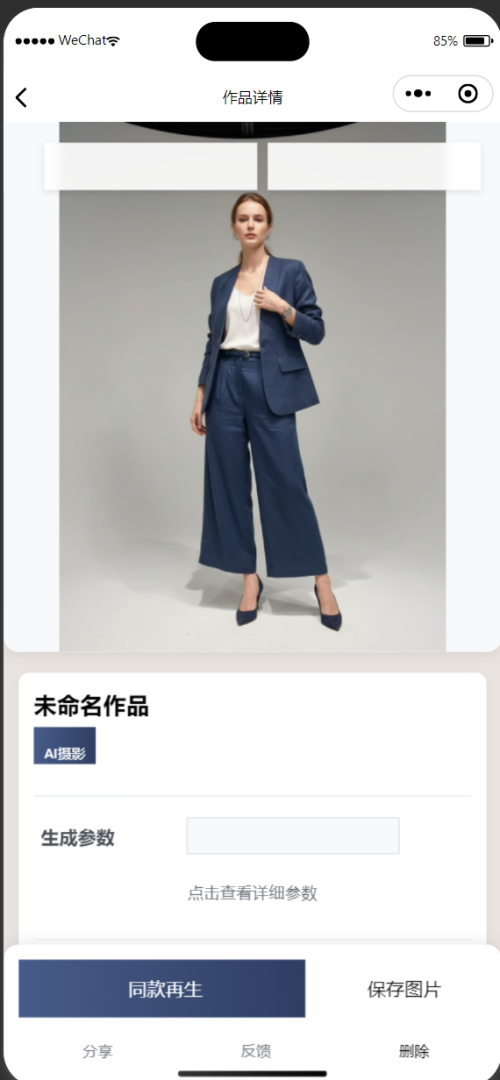 WeChat
85%
作品详情
未命名作品
AI摄影
生成参数
点击查看详细参数
同款再生
保存图片
分享
反馈
删除